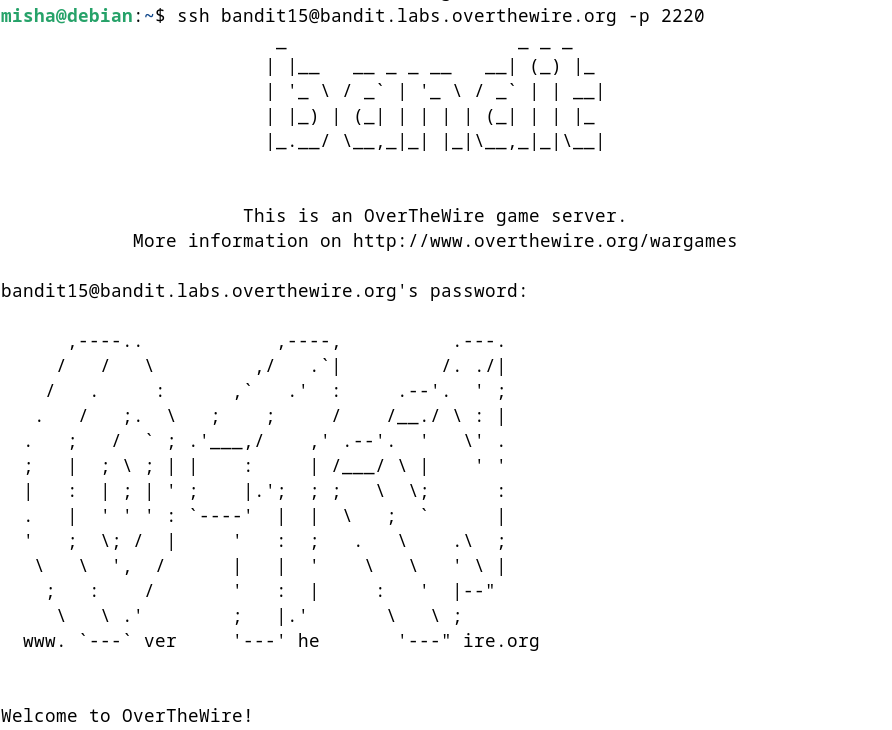 misha@debian:~$ ssh bandit15@bandit.labs.overthewire.org -p 2220
                         _                     _ _ _
                        | |__   __ _ _ __   __| (_) |_
                        | '_ \ / _` | '_ \ / _` | | __|
                        | |_) | (_| | | | | (_| | | |_
                        |_.__/ \__,_|_| |_|\__,_|_|\__|
                      This is an OverTheWire game server.
            More information on http://www.overthewire.org/wargames
bandit15@bandit.labs.overthewire.org's password:
      ,----..            ,----,          .---.
     /   /   \         ,/   .`|         /. ./|
    /   .     :      ,`   .'  :     .--'.  ' ;
   .   /   ;.  \   ;    ;     /    /__./ \ : |
  .   ;   /  ` ; .'___,/    ,' .--'.  '   \' .
  ;   |  ; \ ; | |    :     | /___/ \ |    ' '
  |   :  | ; | ' ;    |.';  ; ;   \  \;      :
  .   |  ' ' ' : `----'  |  |  \   ;  `      |
  '   ;  \; /  |     '   :  ;   .   \    .\  ;
   \   \  ',  /      |   |  '    \   \   ' \ |
    ;   :    /       '   :  |     :   '  |--"
     \   \ .'        ;   |.'       \   \ ;
  www. `---` ver     '---' he       '---" ire.org
Welcome to OverTheWire!